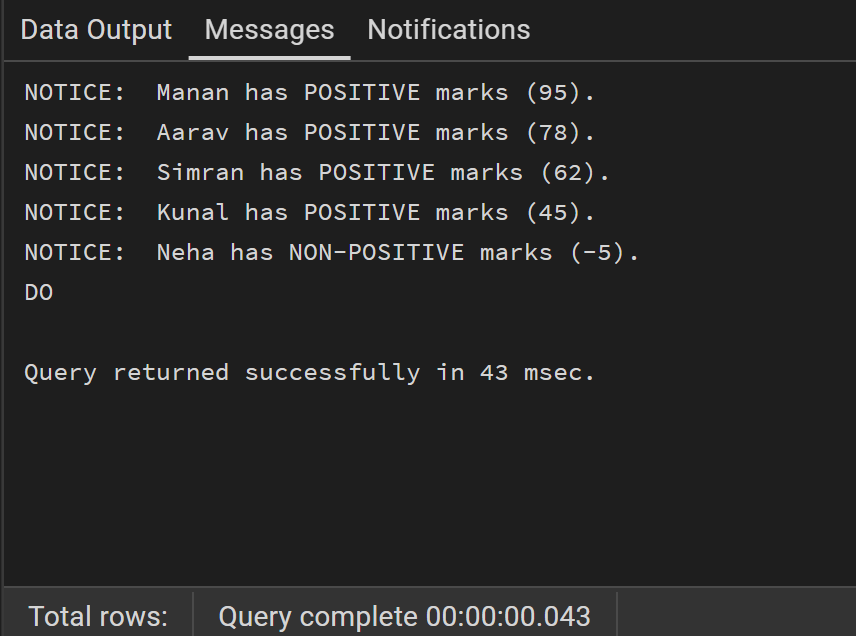 Data Output Messages Notifications
NOTICE:  Manan has POSITIVE marks (95).
NOTICE:  Aarav has POSITIVE marks (78).
NOTICE:  Simran has POSITIVE marks (62).
NOTICE:  Kunal has POSITIVE marks (45).
NOTICE:  Neha has NON-POSITIVE marks (-5).
DO
Query returned successfully in 43 msec.
Total rows: Query complete 00:00:00.043